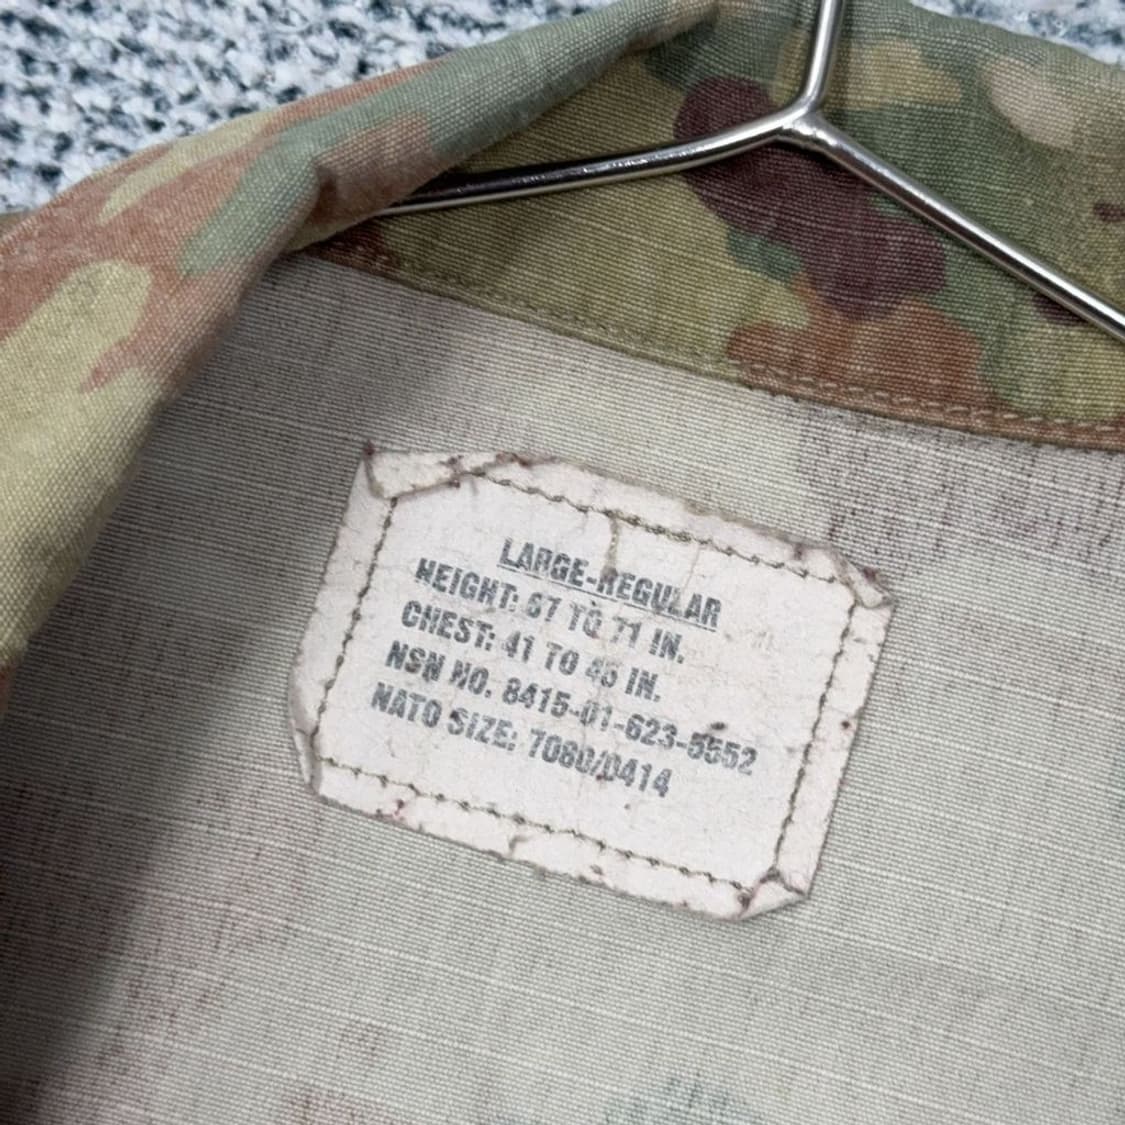 LARGE-REGULAR
HEIGHT: 67 TO 71 IN.
CHEST: 41 TO 45 IN.
NSN NO. 8415-01-623-5552
NATO SIZE: 7080/0414